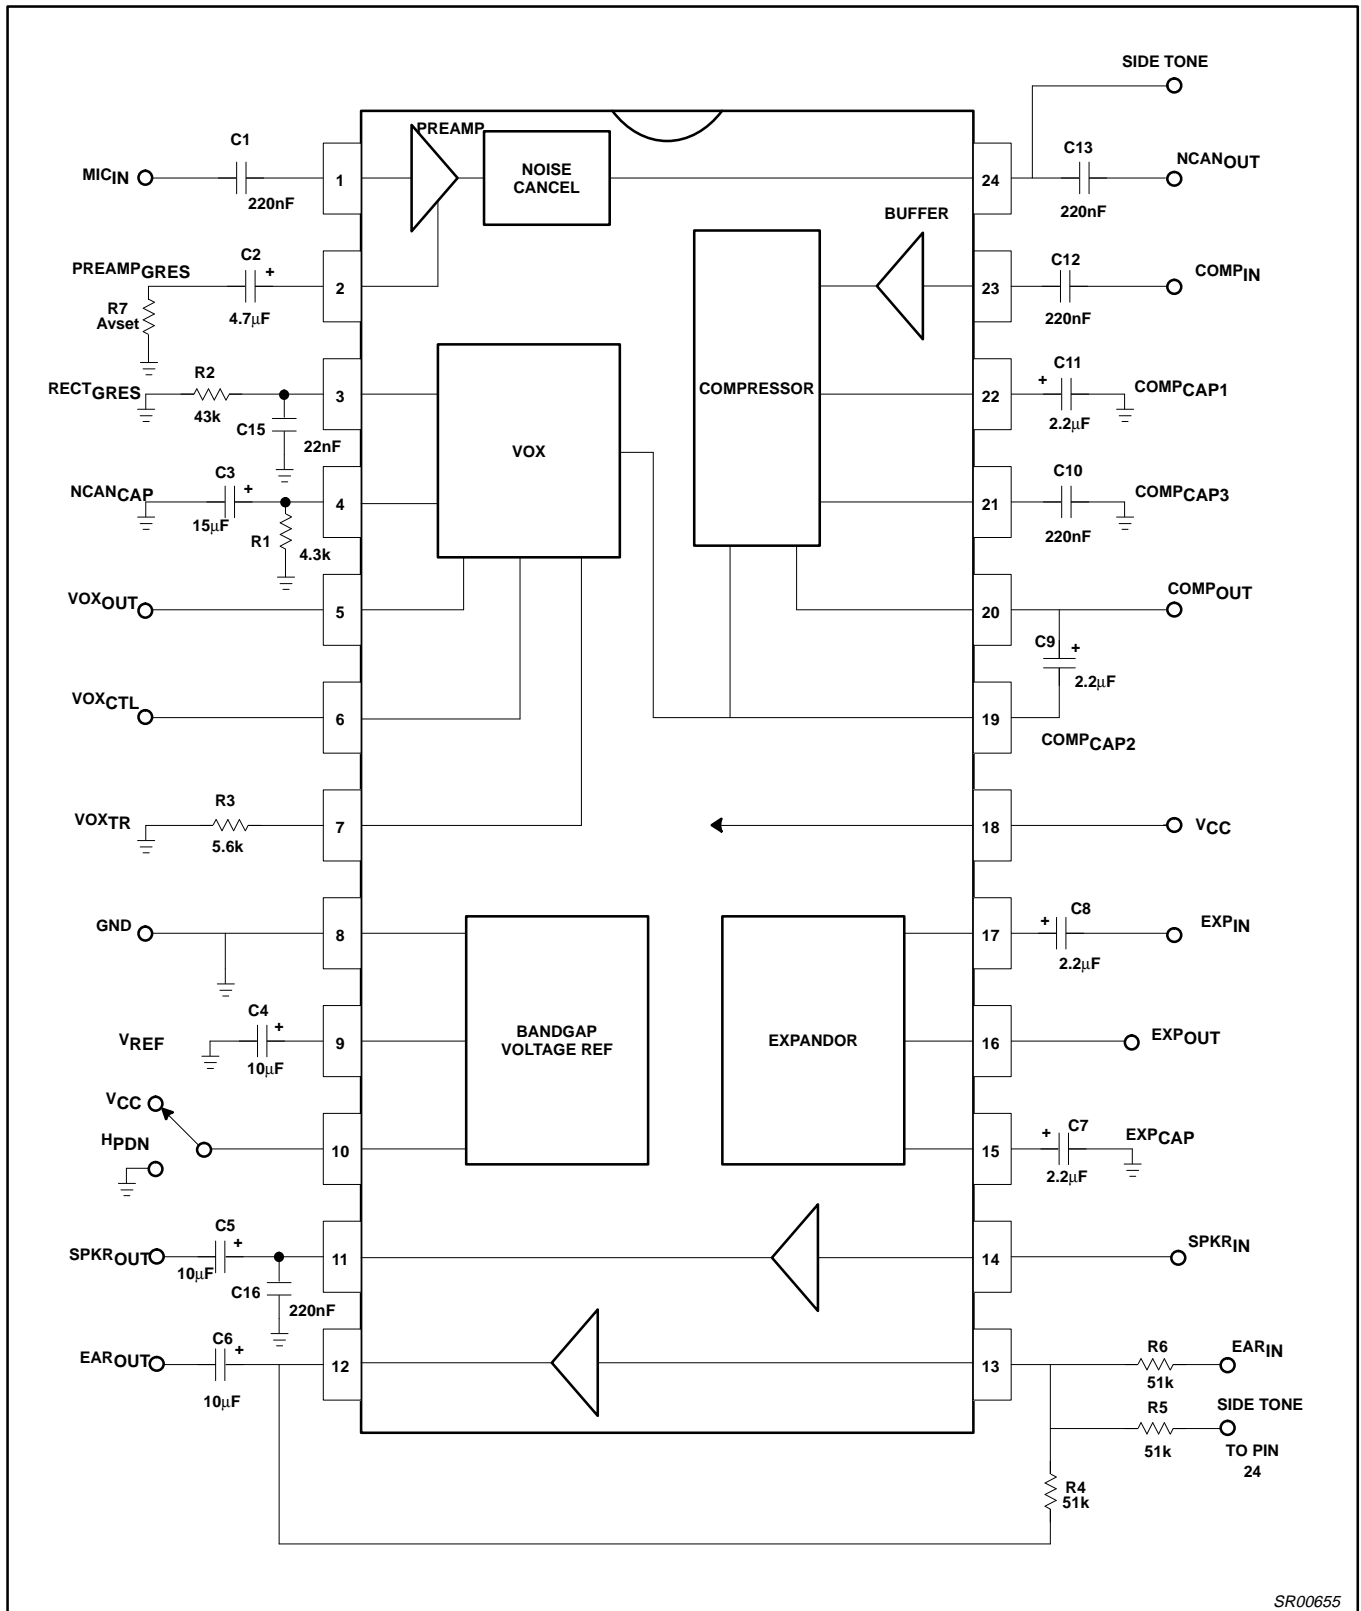 SIDE TONE
C1
PREAMP
C13
MICIN
1
NOISE
CANCEL
24
NCANOUT
220nF
220nF
BUFFER
C2
C12
PREAMPGRES
+
2
23
COMPIN
R7
Avset
4.7µF
220nF
R2
C11
RECTGRES
3
COMPRESSOR
22
+
COMPCAP1
43k
C15
22nF
2.2µF
VOX
C3
C10
NCANCAP
+
4
21
COMPCAP3
15µF
R1
4.3k
220nF
VOXOUT
5
20
COMPOUT
C9
+
2.2µF
VOXCTL
6
19
COMPCAP2
R3
VOXTR
7
18
VCC
5.6k
GND
8
17
+
C8
EXPIN
2.2µF
C4
VREF
+
9
BANDGAP
VOLTAGE REF
EXPANDOR
16
EXPOUT
10µF
VCC
HPDN
10
15
+
C7
EXPCAP
2.2µF
C5
SPKROUT
+
11
14
SPKRIN
10µF
C16
220nF
C6
EAROUT
+
12
13
R6
EARIN
10µF
51k
R5
SIDE TONE
51k
TO PIN
24
R4
51k
SR00655